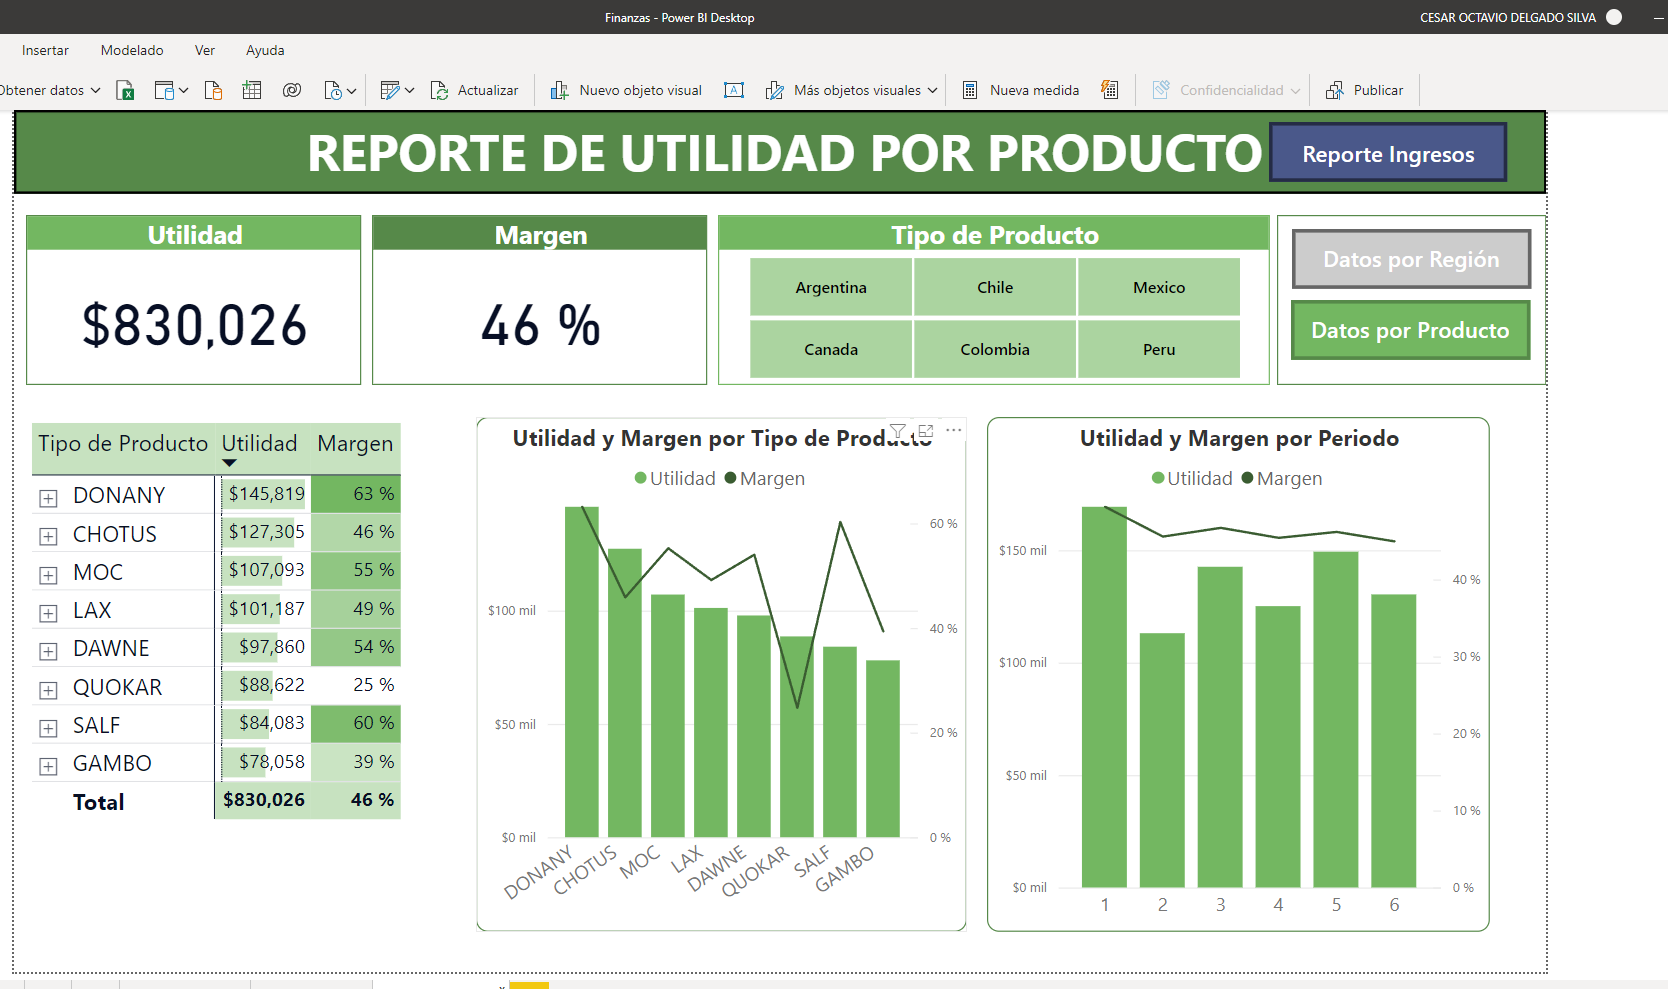 Finanzas - Power BI Desktop
CESAR OCTAVIO DELGADO SILVA
Insertar Modelado Ver Ayuda
Obtener datos
Actualizar
Nuevo objeto visual
Más objetos visuales
Nueva medida
Confidencialidad
Publicar
REPORTE DE UTILIDAD POR PRODUCTO
Reporte Ingresos
Utilidad
$830,026
Margen
46 %
Tipo de Producto
Argentina Chile Mexico
Canada Colombia Peru
Datos por Región
Datos por Producto
Tipo de Producto Utilidad Margen
DONANY $145,819 63 %
CHOTUS $127,305 46 %
MOC $107,093 55 %
LAX $101,187 49 %
DAWNE $97,860 54 %
QUOKAR $88,622 25 %
SALF $84,083 60 %
GAMBO $78,058 39 %
Total $830,026 46 %
Utilidad y Margen por Tipo de Producto
Utilidad Margen
60 %
$100 mil
40 %
$50 mil
20 %
$0 mil
0 %
DONANY CHOTUS MOC LAX DAWNE QUOKAR SALF GAMBO
Utilidad y Margen por Periodo
Utilidad Margen
$150 mil
40 %
$100 mil
30 %
20 %
$50 mil
10 %
$0 mil
0 %
1 2 3 4 5 6